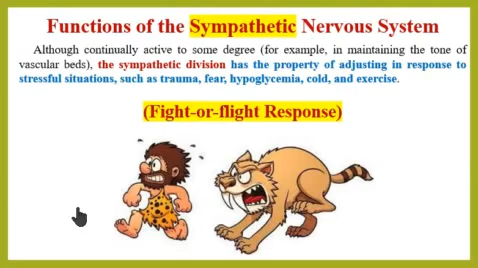 Functions of the Sympathetic Nervous System
Although continually active to some degree (for example, in maintaining the tone of
vascular beds), the sympathetic division has the property of adjusting in response to
stressful situations, such as trauma, fear, hypoglycemia, cold, and exercise.
(Fight-or-flight Response)